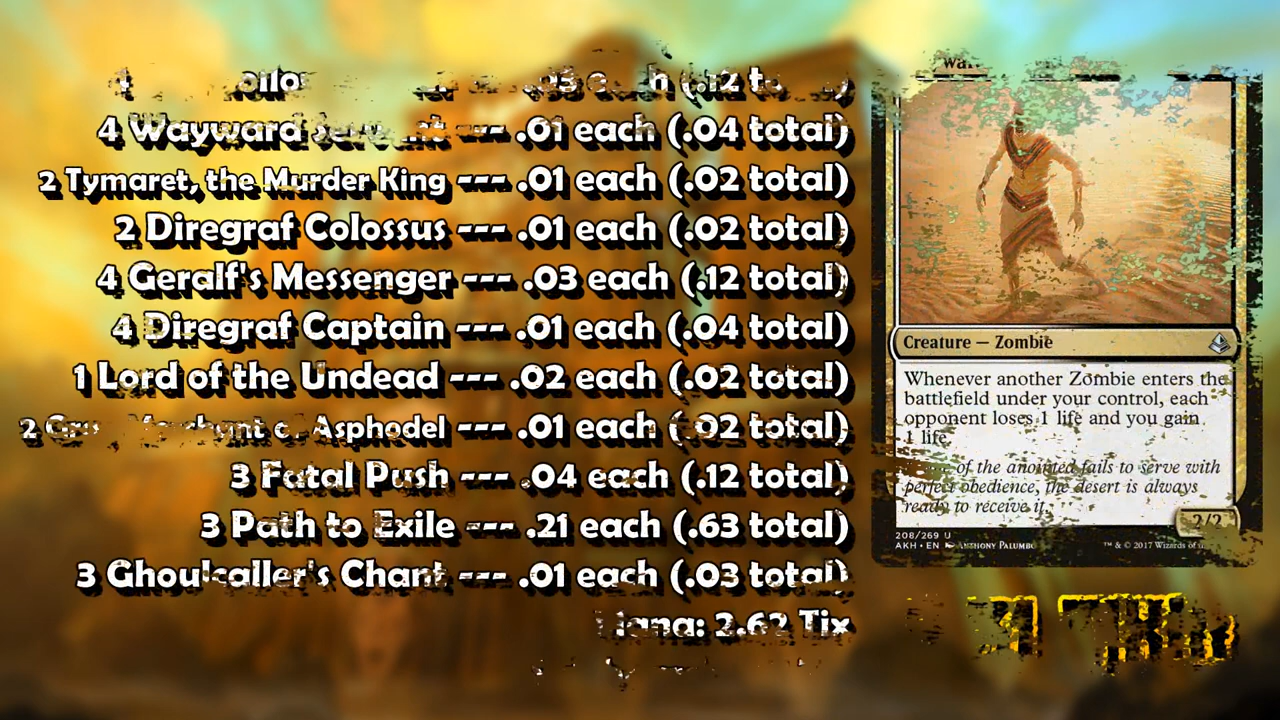 .03 (.12
4 Wayward --- .01 each (.04 total)
2 Tymaret, the Murder King --- .01 each (.02 total)
2 Diregraf Colossus --- .01 each (.02 total)
4 Geralf's Messenger --- .03 each (.12 total)
4 Diregraf Captain --- .01 each (.04 total)
1 Lord of the Undead --- .02 each (.02 total)
2 Asphodel --- .01 each (.02 total)
3 Fatal Push --- .04 each (.12 total)
3 Path to Exile --- .21 each (.63 total)
3 Ghoulcaller's Chant --- .01 each (.03 total)
2.62 Tix
Creature — Zombie
Whenever another Zombie enters the
battlefield under your control, each
opponent loses 1 life and you gain
1 life.
of the anointed fails to serve with
perfect obedience, the desert is always
ready to receive it.
2/2
208/269 U
AKH • EN ANTHONY PALUMBO
™ & © 2017 Wizards of